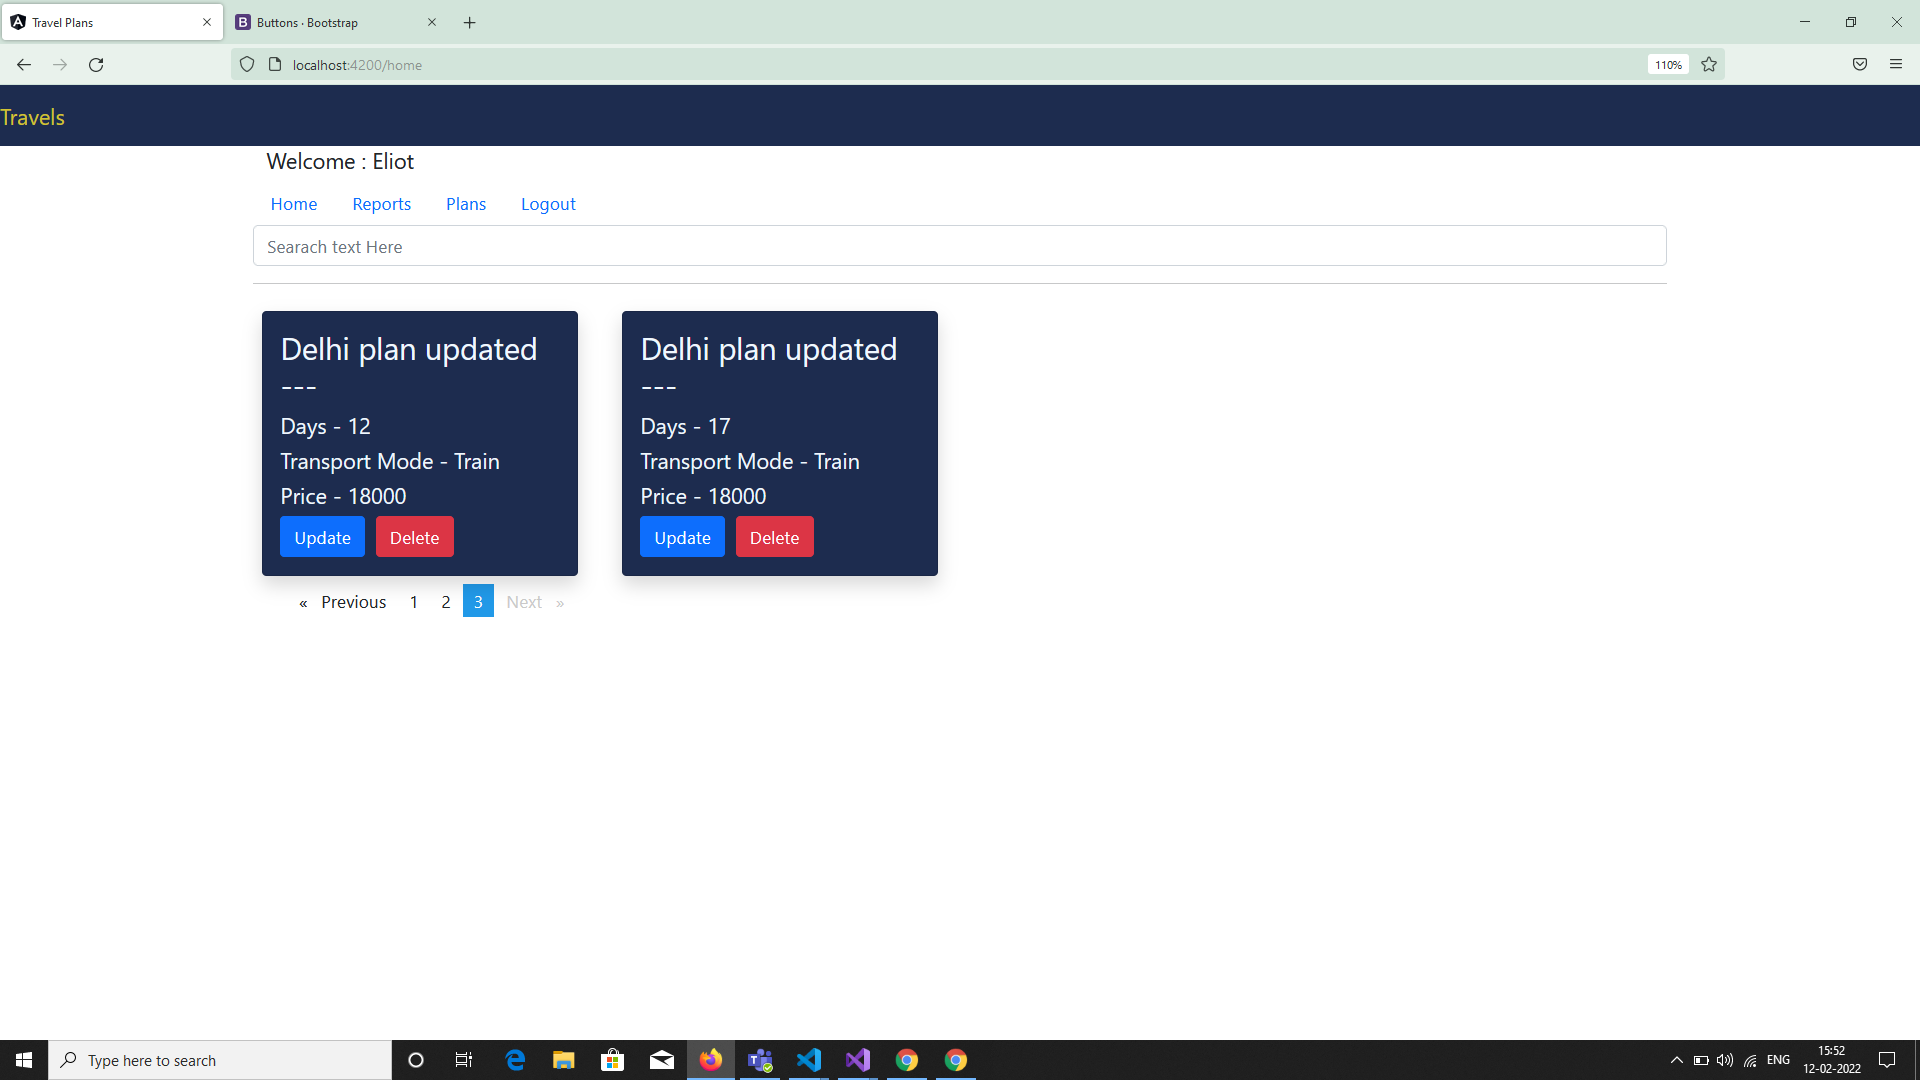 Travel Plans
Buttons · Bootstrap
localhost:4200/home
110%
Travels
Welcome : Eliot
Home Reports Plans Logout
Searach text Here
Delhi plan updated
---
Days - 12
Transport Mode - Train
Price - 18000
Update Delete
Delhi plan updated
---
Days - 17
Transport Mode - Train
Price - 18000
Update Delete
« Previous 1 2 3 Next »
Type here to search
ENG
15:52
12-02-2022